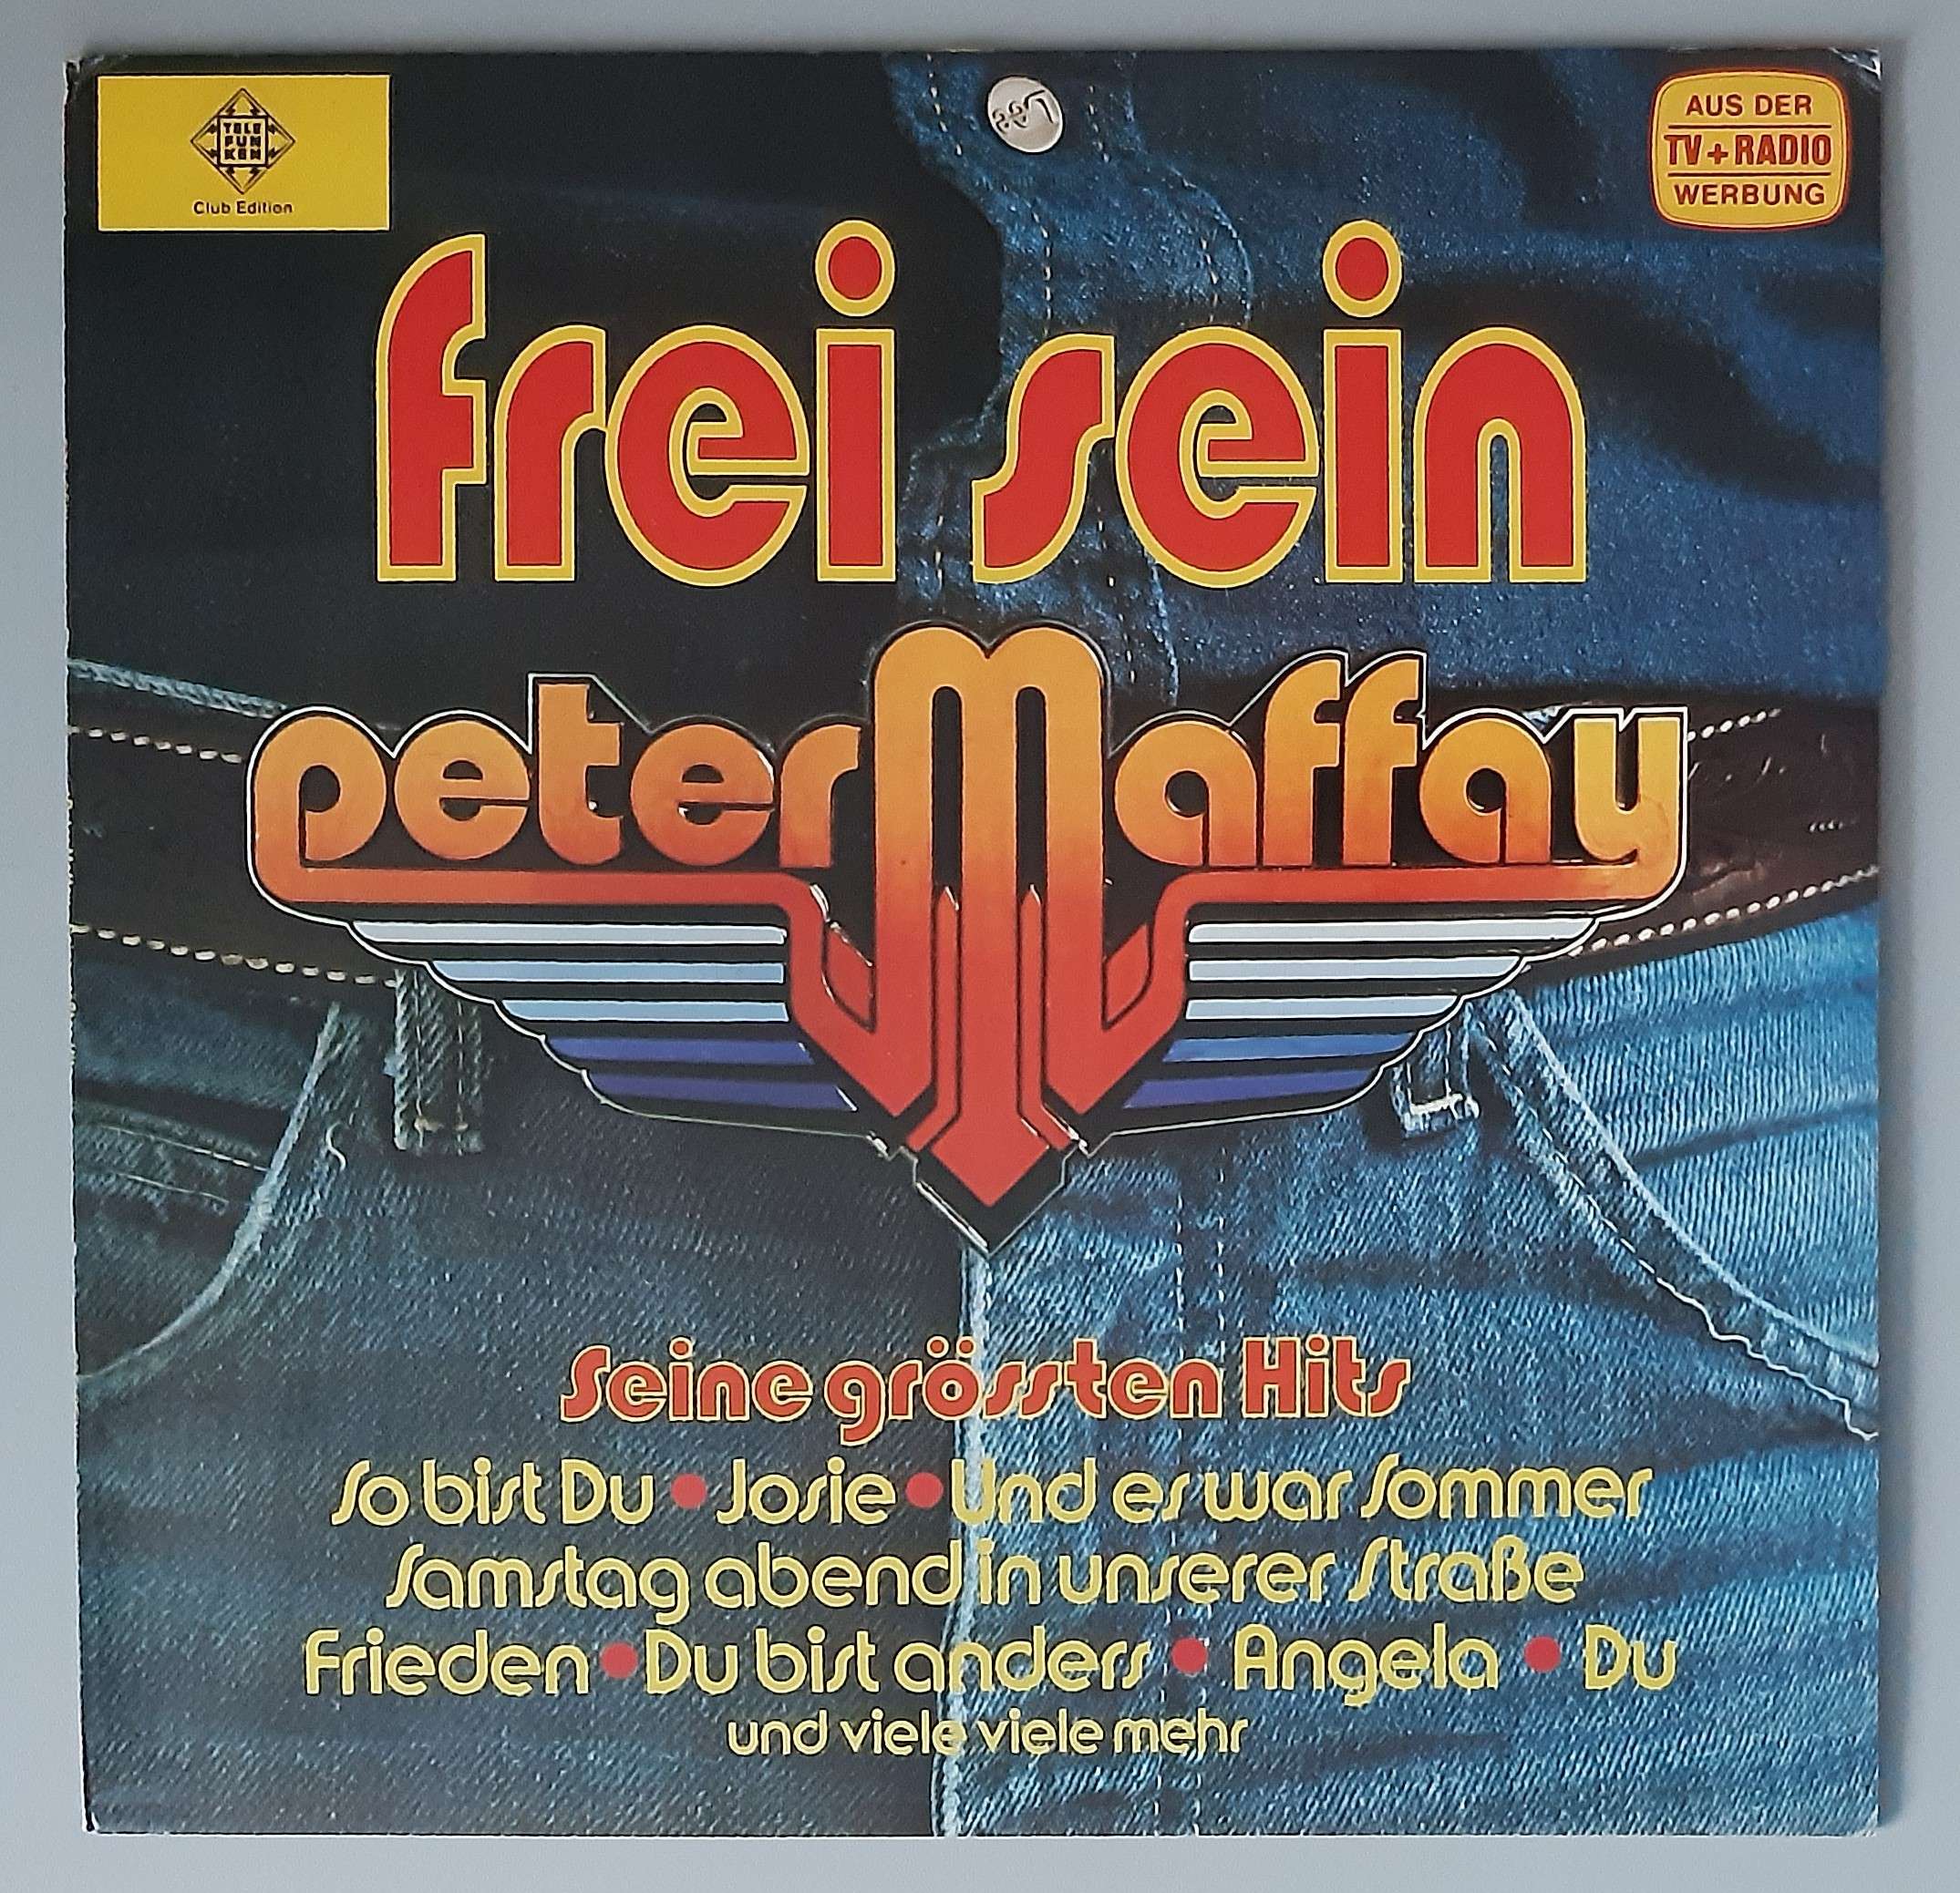 TELE
FUN
KEN
Club Edition
Lee
AUS DER
TV + RADIO
WERBUNG
frei sein
peter Maffay
Seine grössten Hits
So bist Du • Josie • Und es war Sommer
Samstag abend in unserer Straße
Frieden • Du bist anders • Angela • Du
und viele viele mehr